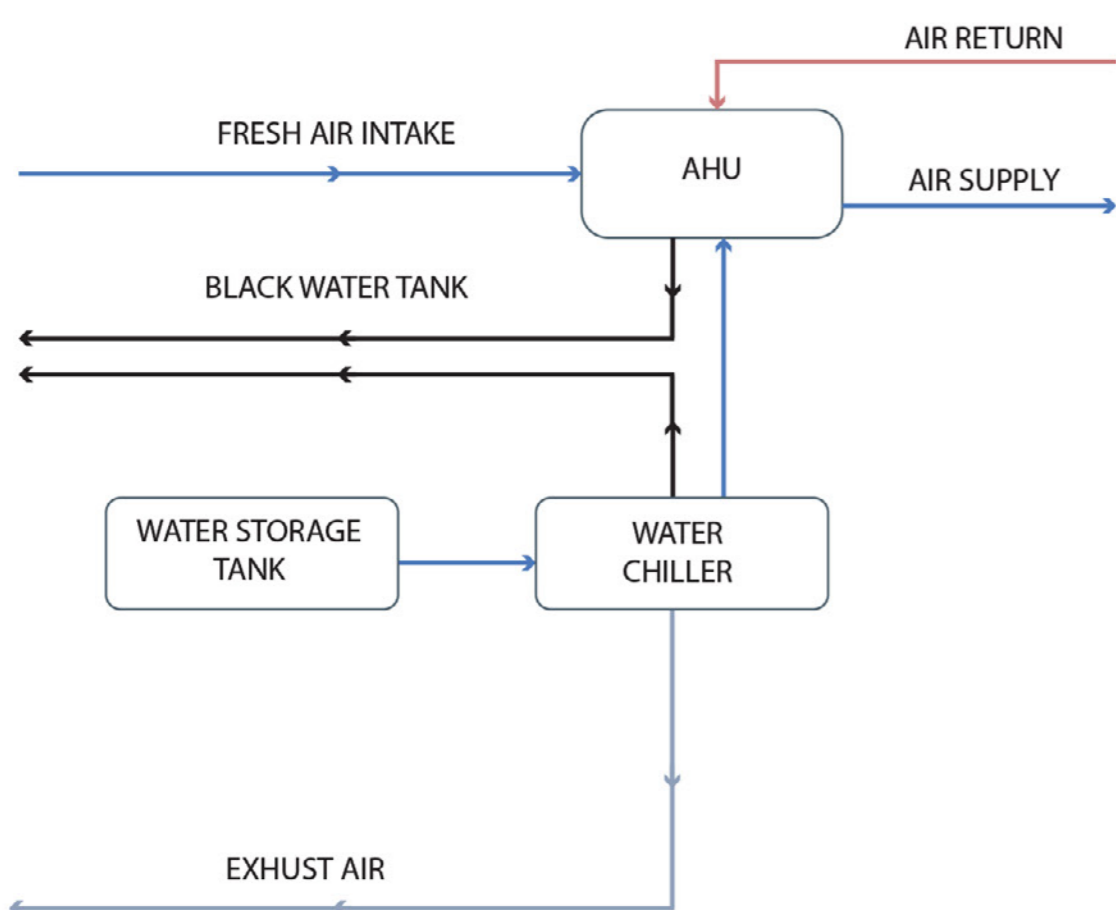 AIR RETURN
FRESH AIR INTAKE
AHU
AIR SUPPLY
BLACK WATER TANK
WATER STORAGE
TANK
WATER
CHILLER
EXHUST AIR